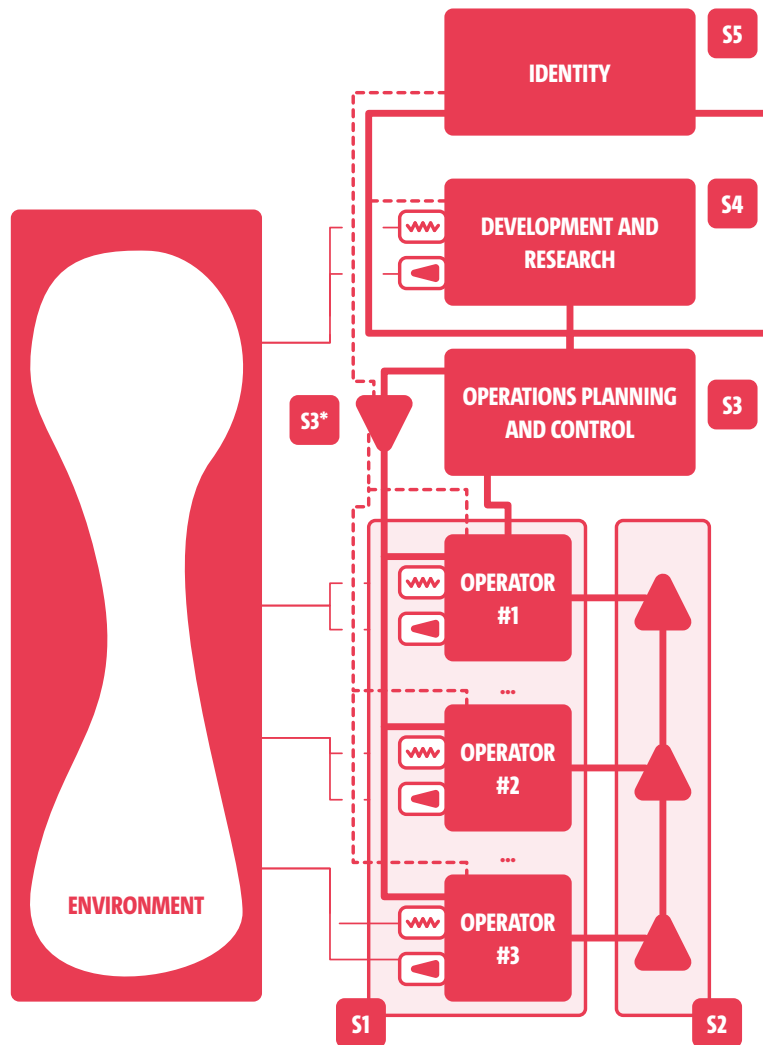 S5
IDENTITY
S4
DEVELOPMENT AND
RESEARCH
S3
OPERATIONS PLANNING
AND CONTROL
S3*
OPERATOR
#1
...
OPERATOR
#2
...
OPERATOR
#3
ENVIRONMENT
S1
S2